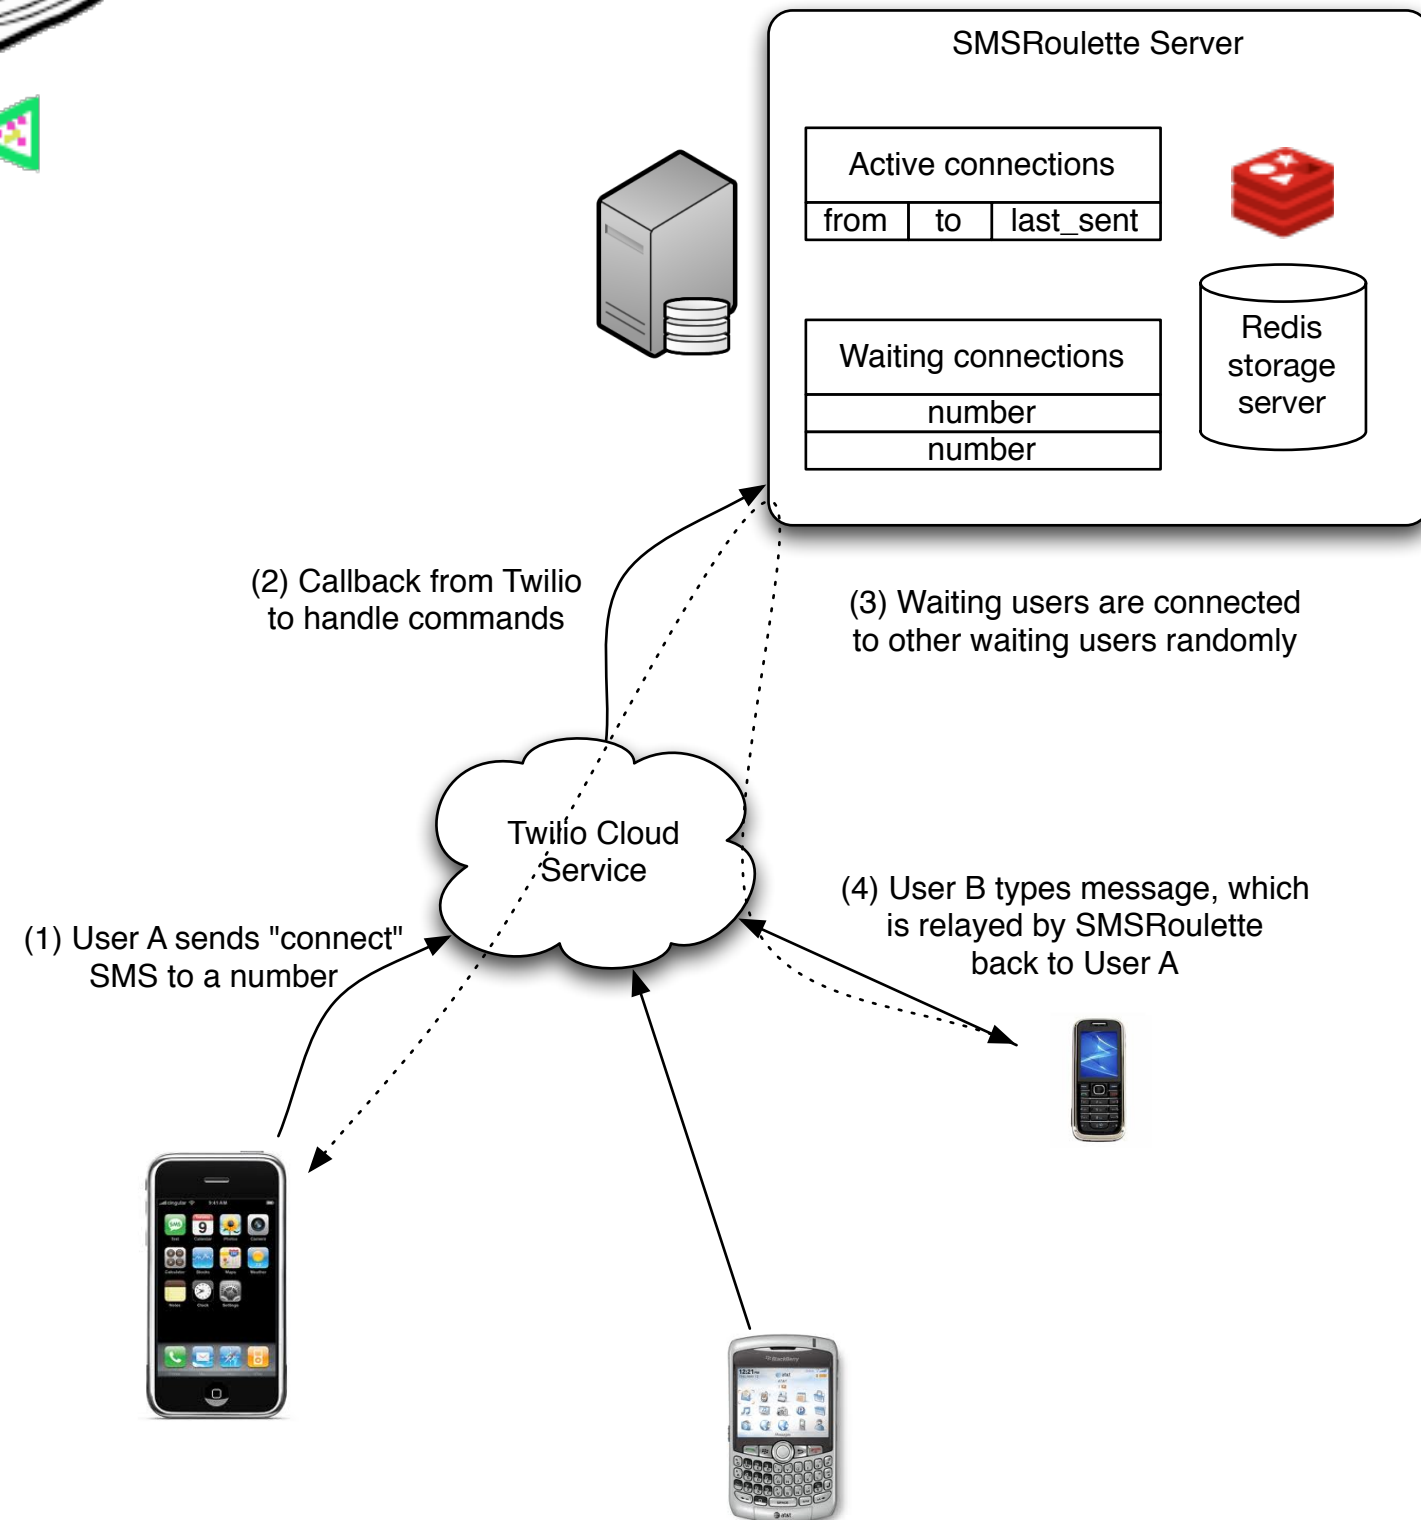 SMSRoulette Server
Active connections
from to last_sent
Waiting connections
number
number
Redis
storage
server
(2) Callback from Twilio
to handle commands
(3) Waiting users are connected
to other waiting users randomly
Twilio Cloud
Service
(4) User B types message, which
is relayed by SMSRoulette
back to User A
(1) User A sends "connect"
SMS to a number